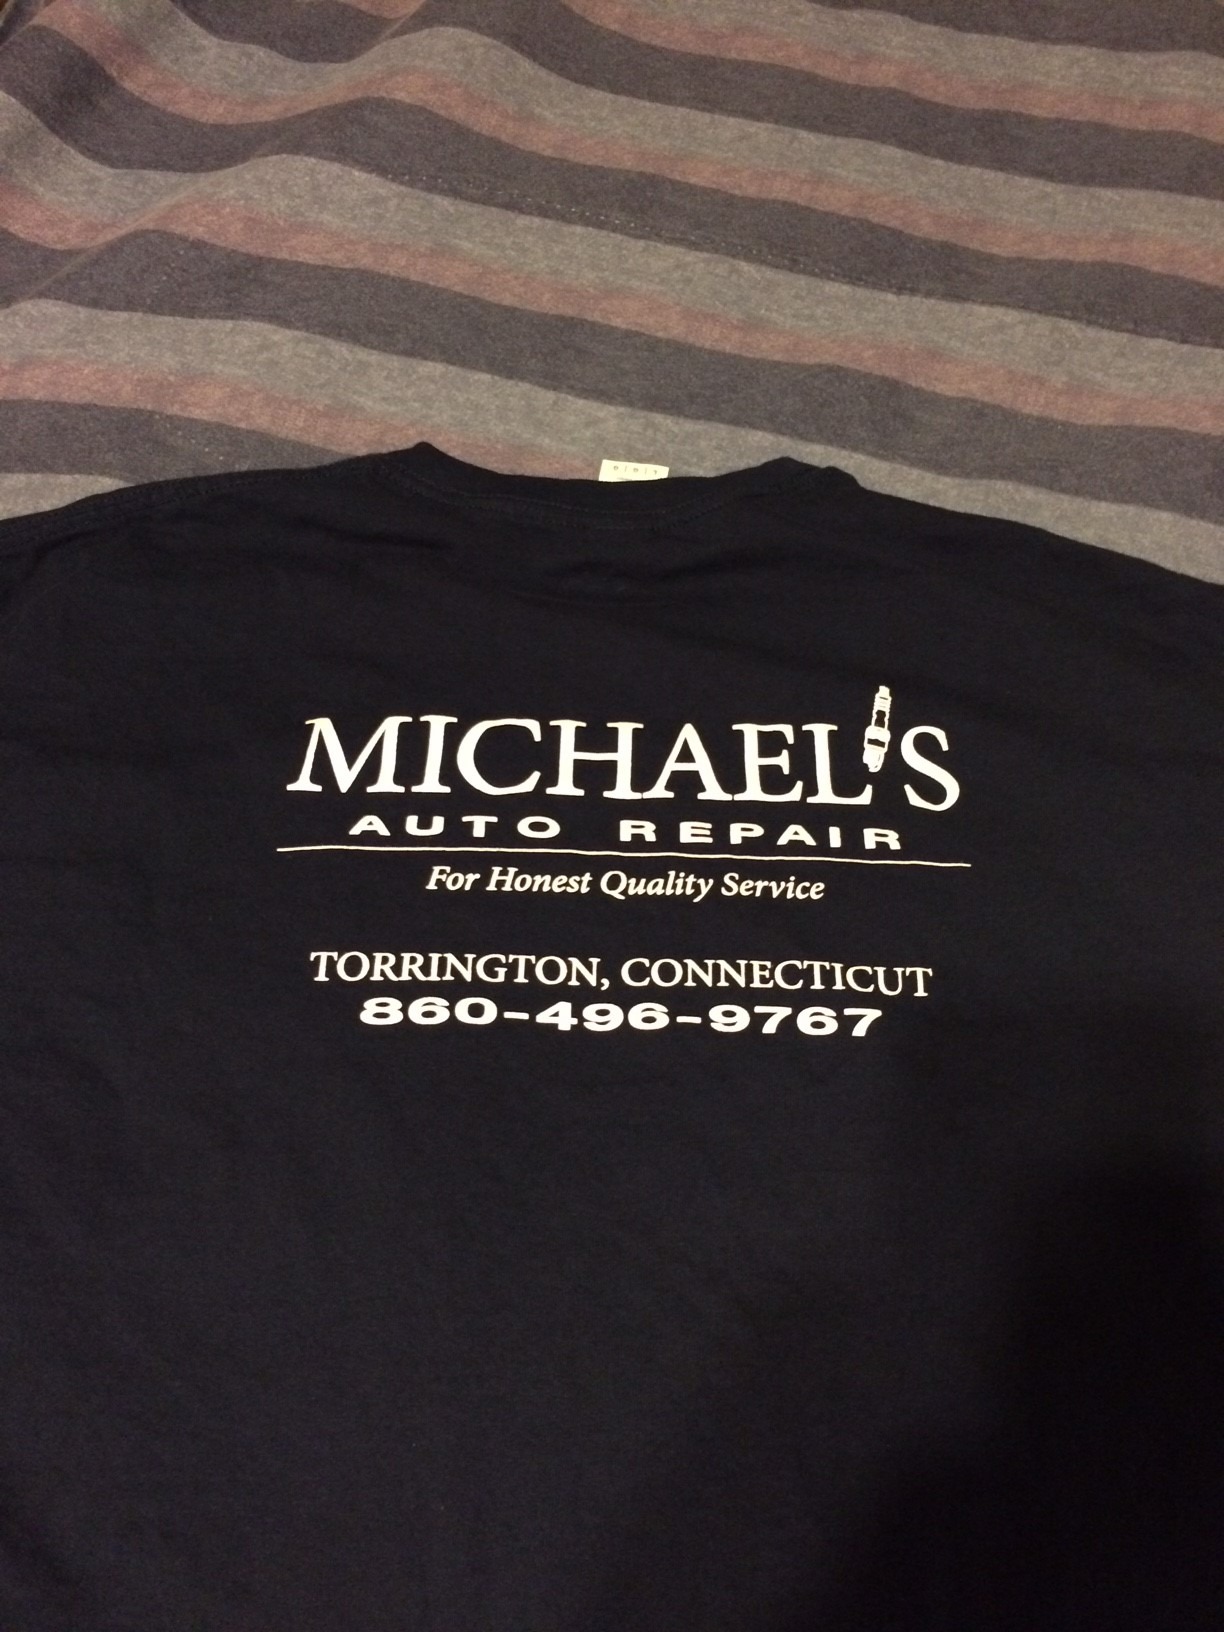 MICHAEL'S
AUTO REPAIR
For Honest Quality Service
TORRINGTON, CONNECTICUT
860-496-9767